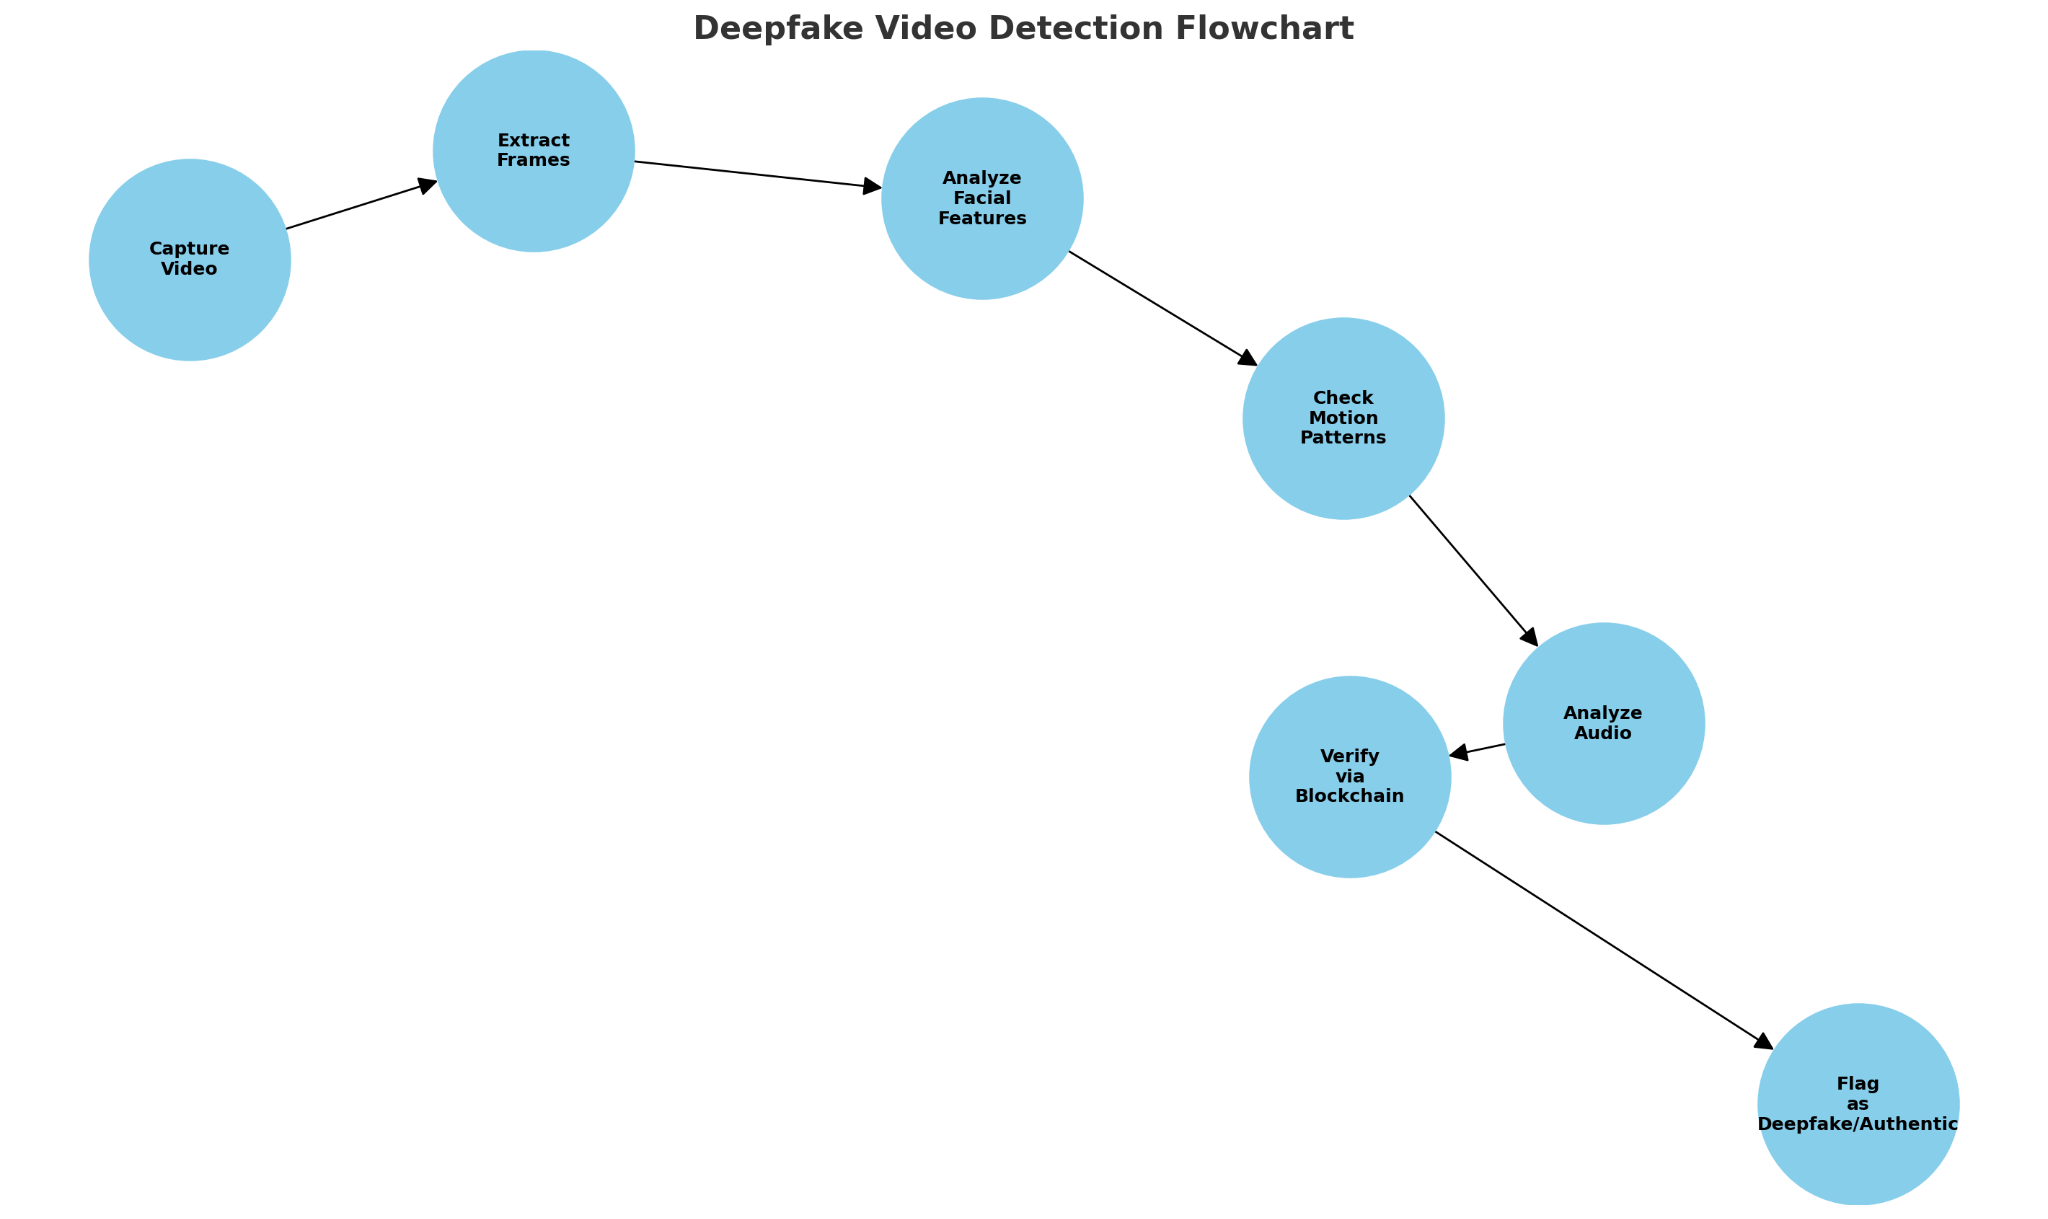 Deepfake Video Detection Flowchart
Capture
Video
Extract
Frames
Analyze
Facial
Features
Check
Motion
Patterns
Analyze
Audio
Verify
via
Blockchain
Flag
as
Deepfake/Authentic